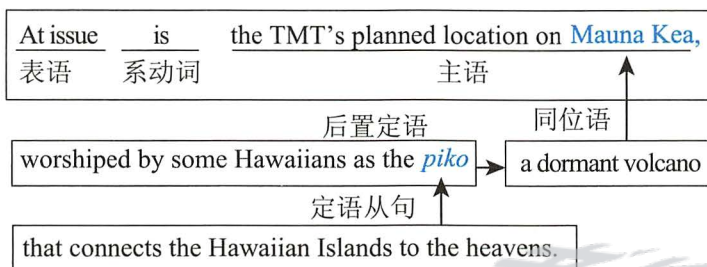 At issue is the TMT's planned location on Mauna Kea,
表语 系动词 主语
后置定语 同位语
worshiped by some Hawaiians as the piko a dormant volcano
定语从句
that connects the Hawaiian Islands to the heavens.